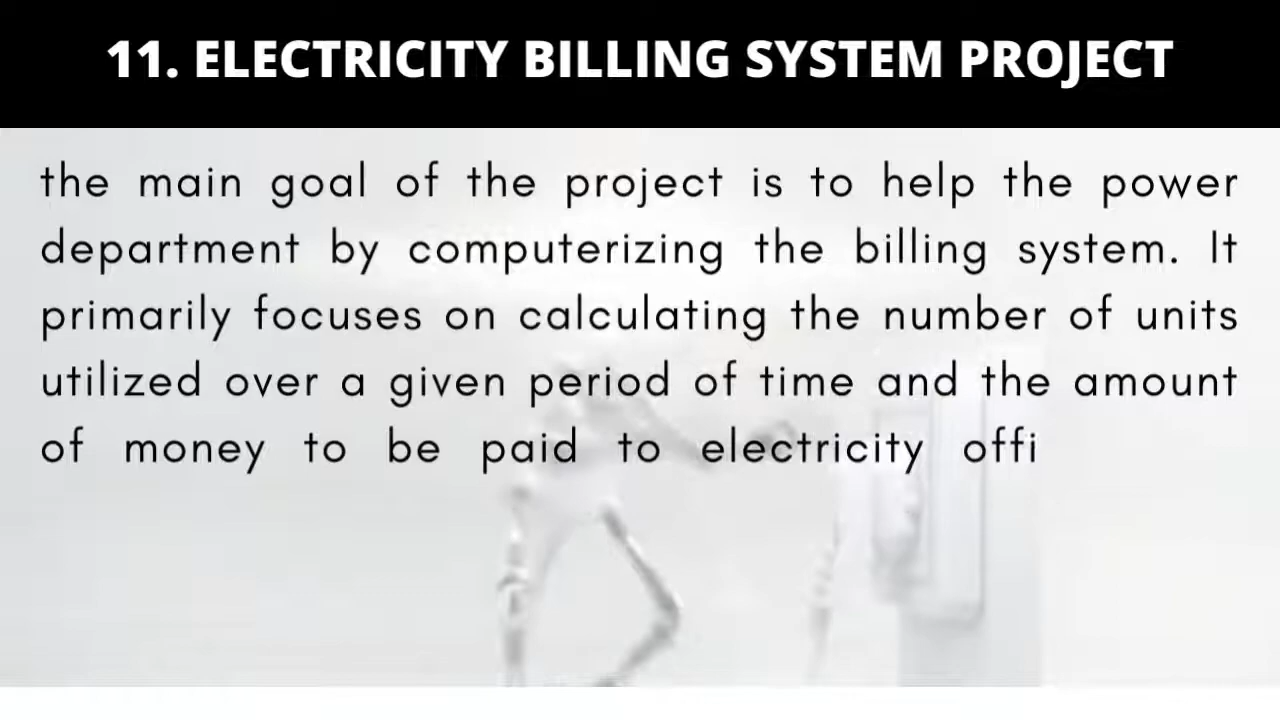 11. ELECTRICITY BILLING SYSTEM PROJECT
the main goal of the project is to help the power
department by computerizing the billing system. It
primarily focuses on calculating the number of units
utilized over a given period of time and the amount
of money to be paid to electricity offi